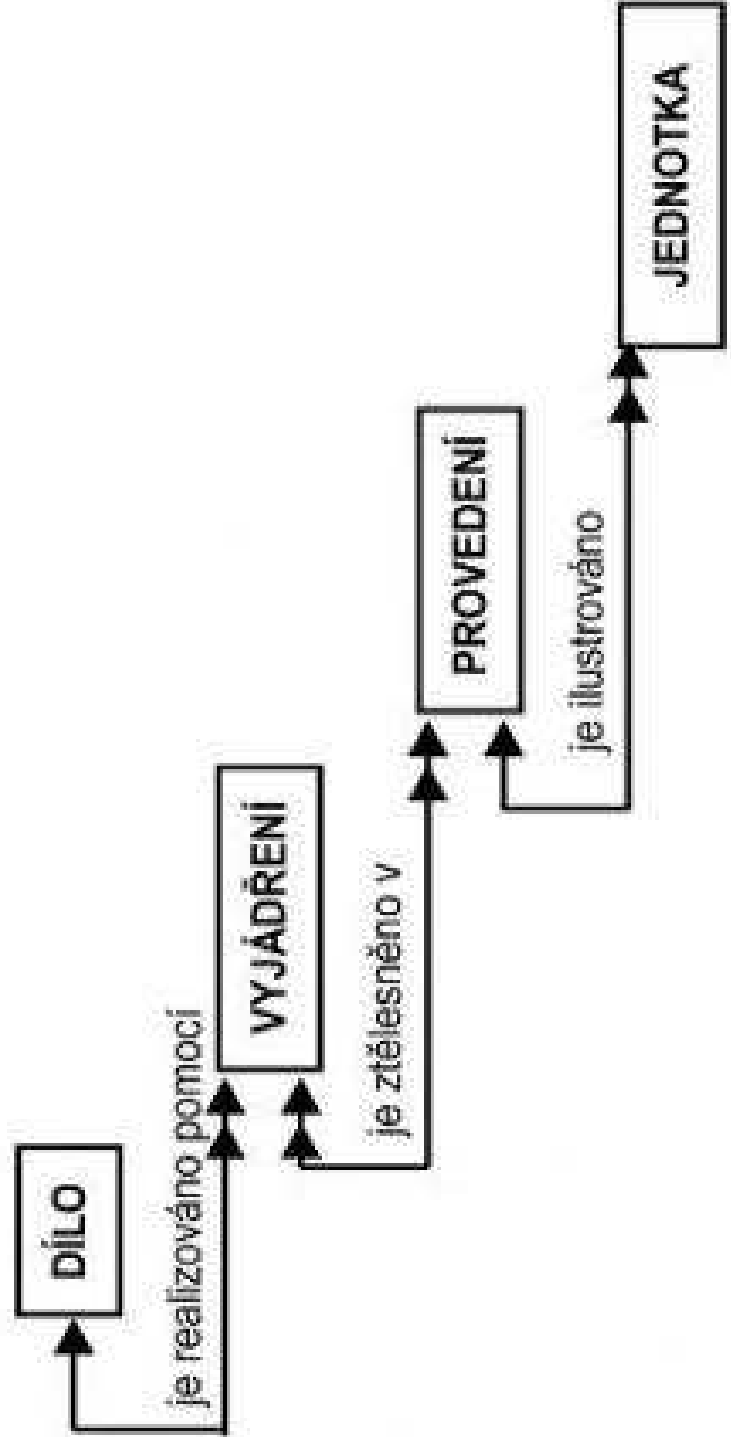 DÍLO
je realizováno pomocí
VYJÁDŘENÍ
je ztělesněno v
PROVEDENÍ
je ilustrováno
JEDNOTKA